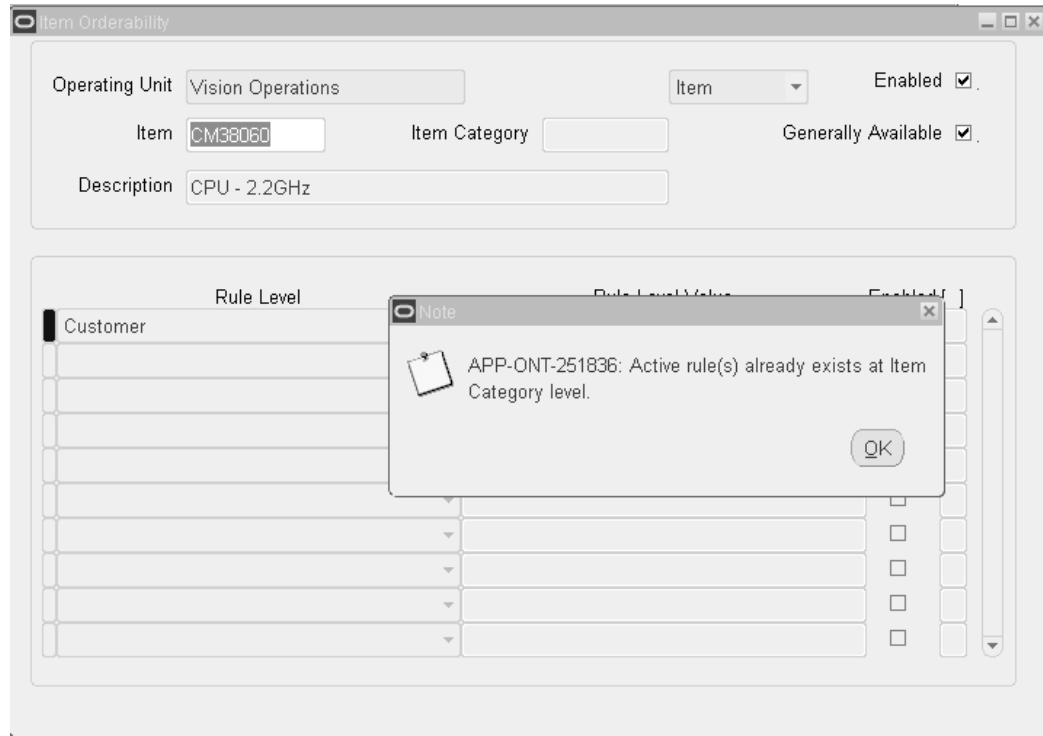 Item Orderability
Operating Unit Vision Operations Item Enabled
Item CM38060 Item Category Generally Available
Description CPU - 2.2GHz
Rule Level
Customer
Note
APP-ONT-251836: Active rule(s) already exists at Item
Category level.
OK